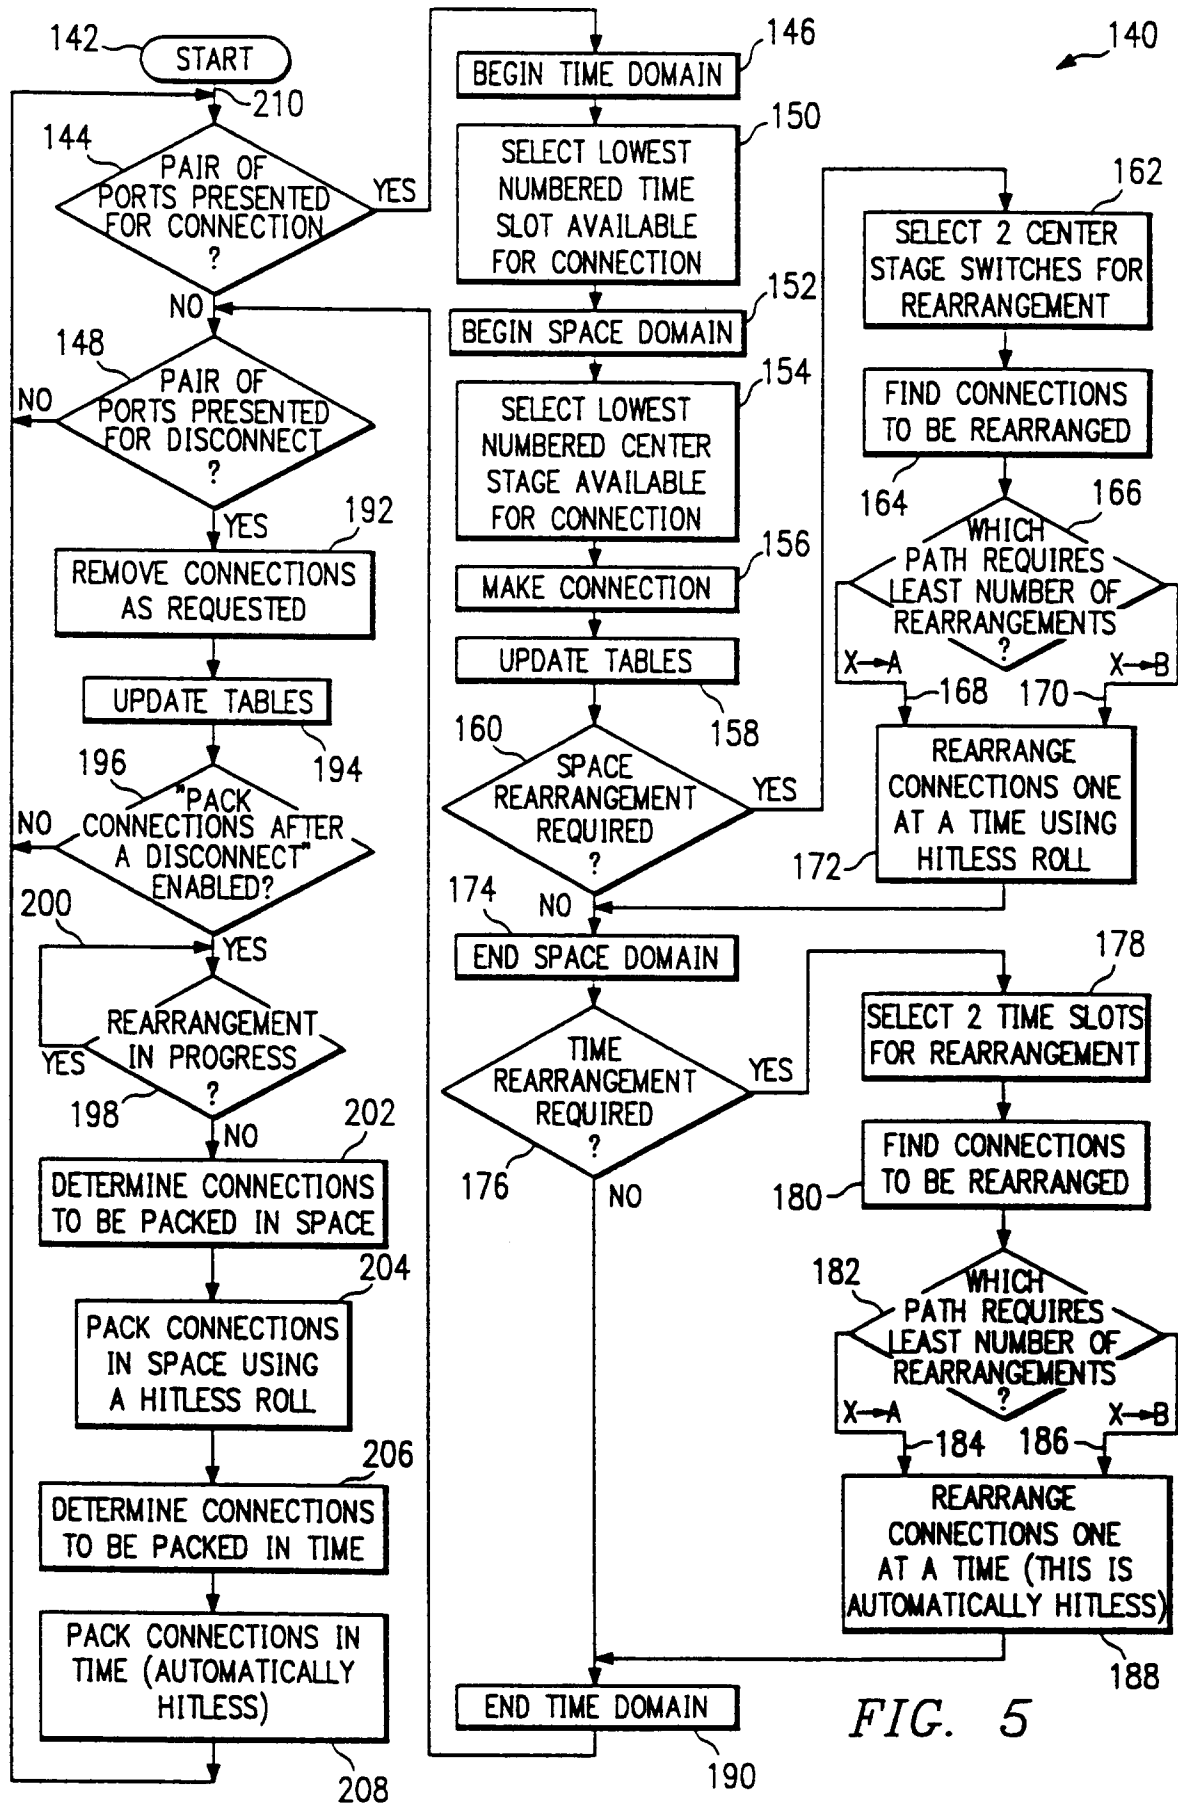 142
START
210
144
PAIR OF
PORTS PRESENTED
FOR CONNECTION
?
YES
NO
148
PAIR OF
PORTS PRESENTED
FOR DISCONNECT
?
NO
YES
192
REMOVE CONNECTIONS
AS REQUESTED
UPDATE TABLES
194
196
"PACK
CONNECTIONS AFTER
A DISCONNECT"
ENABLED?
NO
YES
200
REARRANGEMENT
IN PROGRESS
?
YES
198
NO
202
DETERMINE CONNECTIONS
TO BE PACKED IN SPACE
204
PACK CONNECTIONS
IN SPACE USING
A HITLESS ROLL
206
DETERMINE CONNECTIONS
TO BE PACKED IN TIME
PACK CONNECTIONS IN
TIME (AUTOMATICALLY
HITLESS)
208
146
BEGIN TIME DOMAIN
150
SELECT LOWEST
NUMBERED TIME
SLOT AVAILABLE
FOR CONNECTION
152
BEGIN SPACE DOMAIN
154
SELECT LOWEST
NUMBERED CENTER
STAGE AVAILABLE
FOR CONNECTION
156
MAKE CONNECTION
UPDATE TABLES
158
160
SPACE
REARRANGEMENT
REQUIRED
?
YES
NO
174
END SPACE DOMAIN
TIME
REARRANGEMENT
REQUIRED
?
YES
176
NO
END TIME DOMAIN
190
140
162
SELECT 2 CENTER
STAGE SWITCHES FOR
REARRANGEMENT
FIND CONNECTIONS
TO BE REARRANGED
164
166
WHICH
PATH REQUIRES
LEAST NUMBER OF
REARRANGEMENTS
?
X→A
X→B
168
170
REARRANGE
CONNECTIONS ONE
AT A TIME USING
HITLESS ROLL
172
178
SELECT 2 TIME SLOTS
FOR REARRANGEMENT
FIND CONNECTIONS
TO BE REARRANGED
180
182
WHICH
PATH REQUIRES
LEAST NUMBER OF
REARRANGEMENTS
?
X→A
X→B
184
186
REARRANGE
CONNECTIONS ONE
AT A TIME (THIS IS
AUTOMATICALLY HITLESS)
188
FIG. 5